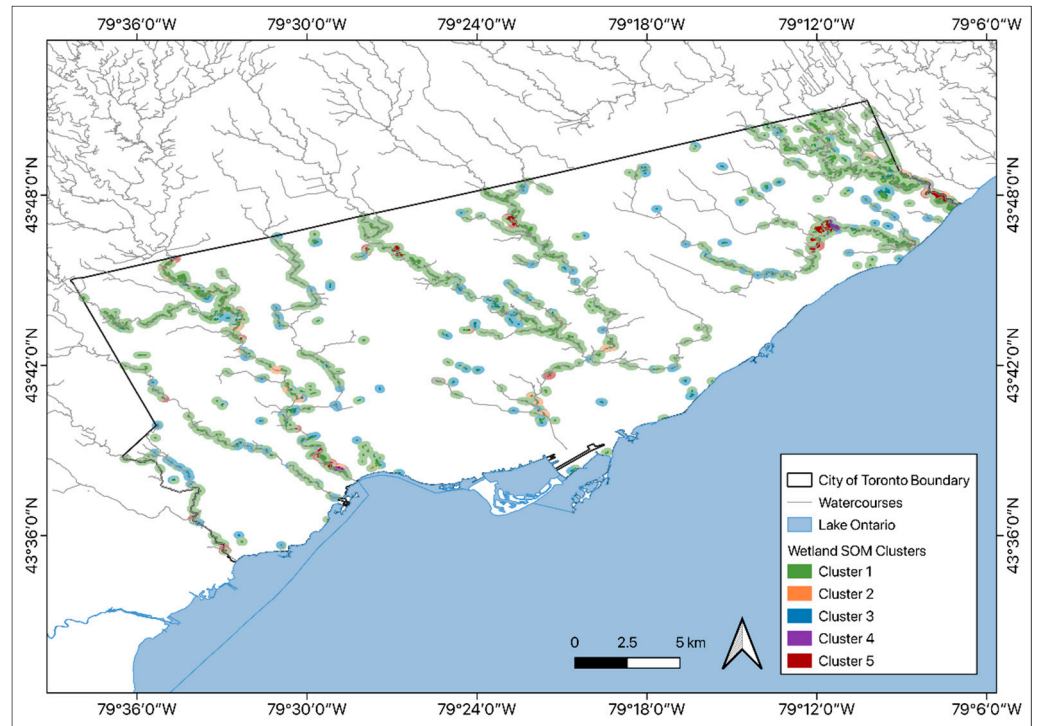 79°36′0″W 79°30′0″W 79°24′0″W 79°18′0″W 79°12′0″W 79°6′0″W
43°48′0″N 43°48′0″N
43°42′0″N 43°42′0″N
43°36′0″N 43°36′0″N
City of Toronto Boundary
Watercourses
Lake Ontario
Wetland SOM Clusters
Cluster 1
Cluster 2
Cluster 3
Cluster 4
Cluster 5
0 2.5 5 km
79°36′0″W 79°30′0″W 79°24′0″W 79°18′0″W 79°12′0″W 79°6′0″W